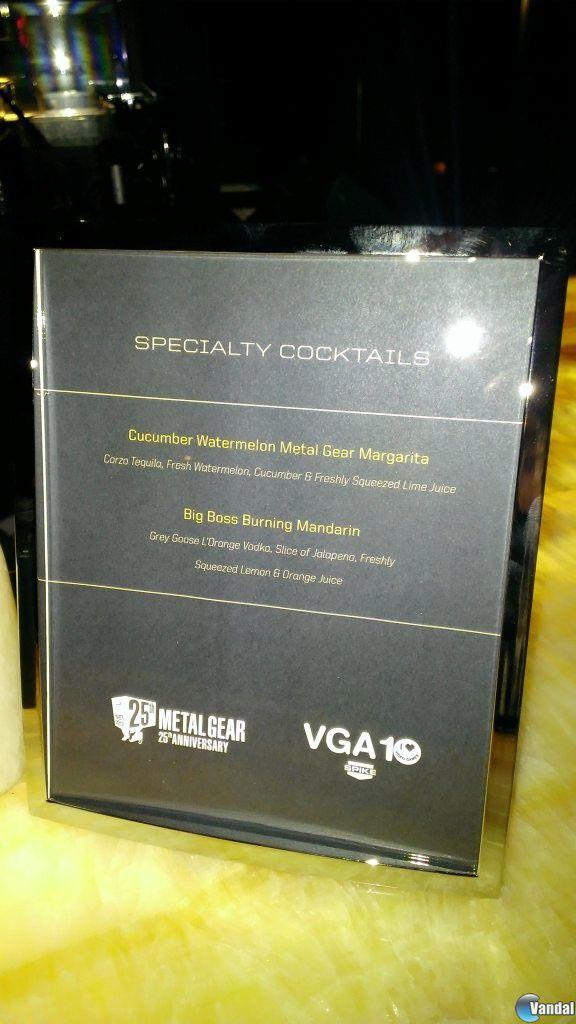 SPECIALTY COCKTAILS
Cucumber Watermelon Metal Gear Margarita
Corzo Tequila, Fresh Watermelon, Cucumber & Freshly Squeezed Lime Juice
Big Boss Burning Mandarin
Grey Goose L'Orange Vodka, Slice of Jalapeno, Freshly
Squeezed Lemon & Orange Juice
25th
METAL GEAR
25th ANNIVERSARY
VGA10
SPIKE
Vandal